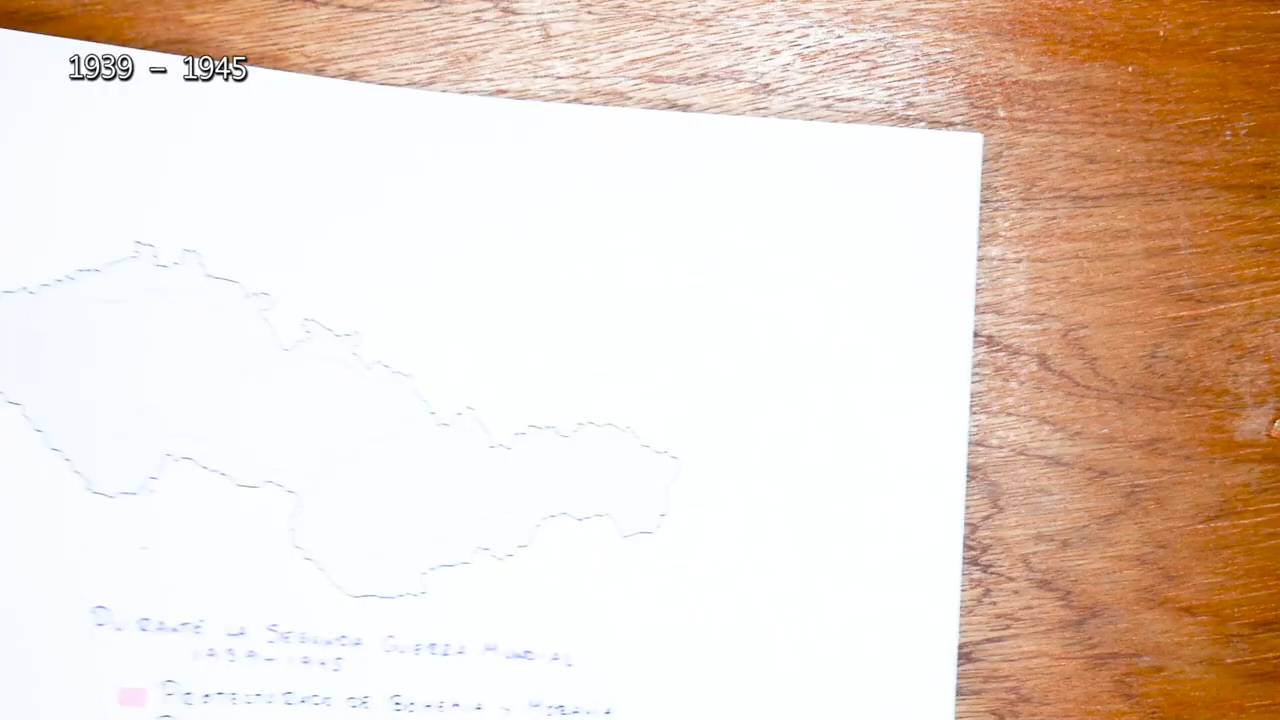 1939 – 1945
DURANTE LA SEGUNDA GUERRA MUNDIAL
1939-1945
PROTECTORADO DE BOHEMIA Y MORAVIA